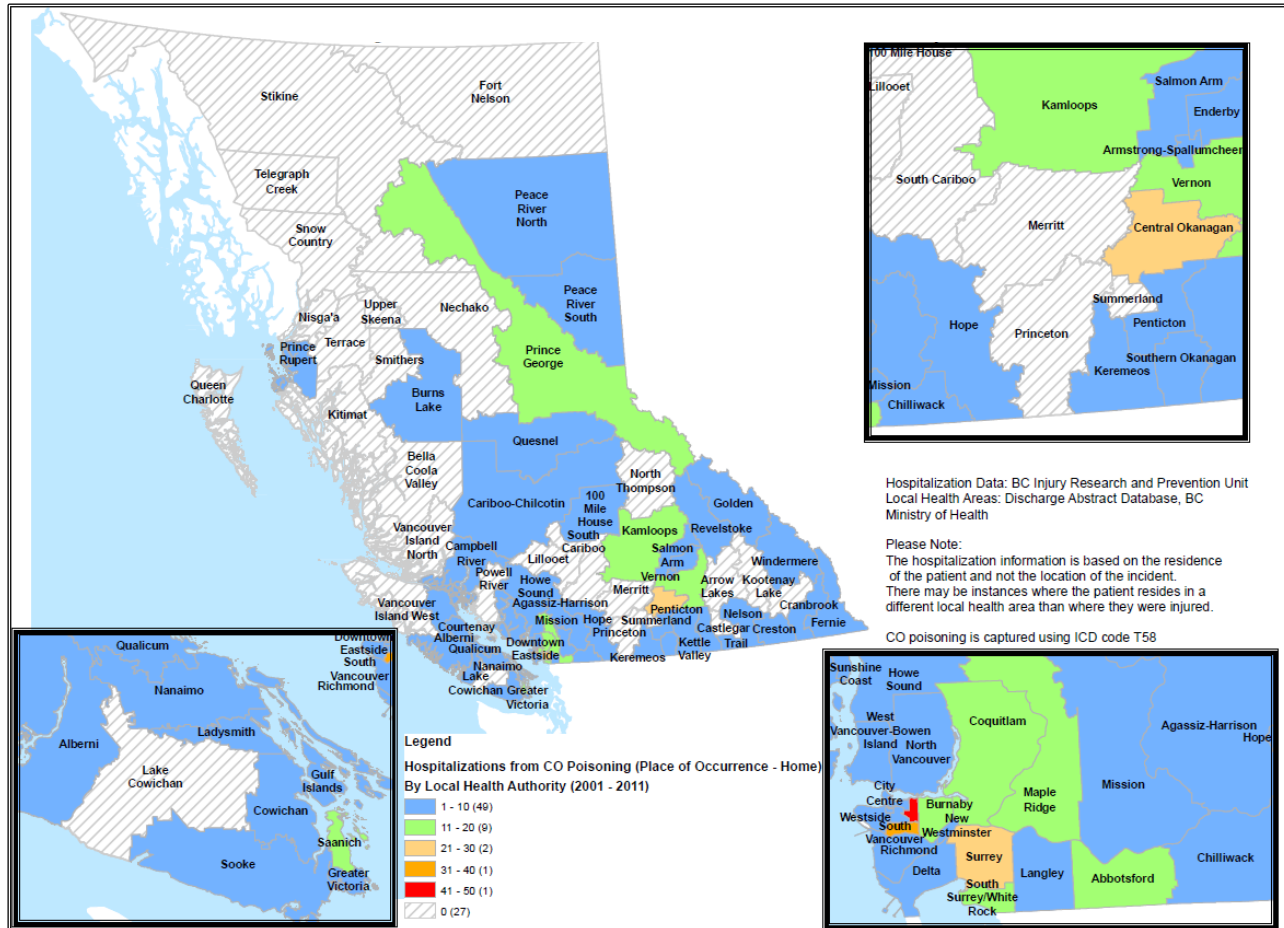 Stikine
Fort
Nelson
Telegraph
Creek
Snow
Country
Peace
River
North
Peace
River
South
Nechako
Upper
Skeena
Nisga'a
Terrace
Prince
Rupert
Smithers
Prince
George
Queen
Charlotte
Burns
Lake
Kitimat
Quesnel
Bella
Coola
Valley
North
Thompson
Cariboo-Chilcotin
100
Mile
House
South
Cariboo
Golden
Kamloops
Revelstoke
Vancouver
Island
North
Campbell
River
Lillooet
Salmon
Arm
Windermere
Powell
River
Howe
Sound
Vernon
Arrow
Lakes
Kootenay
Lake
Merritt
Agassiz-Harrison
Vancouver
Island West
Penticton
Cranbrook
Nelson
Mission
Hope
Summerland
Castlegar
Creston
Fernie
Courtenay
Alberni
Qualicum
Princeton
Downtown
Eastside
Kettle
Valley
Trail
Keremeos
Nanaimo
Lake
Cowichan
Greater
Victoria
100 Mile House
Lillooet
Kamloops
Salmon Arm
Enderby
Armstrong-Spallumcheen
South Cariboo
Vernon
Merritt
Central Okanagan
Summerland
Hope
Princeton
Penticton
Southern Okanagan
Keremeos
Mission
Chilliwack
Hospitalization Data: BC Injury Research and Prevention Unit
Local Health Areas: Discharge Abstract Database, BC
Ministry of Health
Please Note:
The hospitalization information is based on the residence
of the patient and not the location of the incident.
There may be instances where the patient resides in a
different local health area than where they were injured.
CO poisoning is captured using ICD code T58
Qualicum
Downtown
Eastside
South
Vancouver
Richmond
Nanaimo
Alberni
Ladysmith
Lake
Cowichan
Gulf
Islands
Cowichan
Saanich
Sooke
Greater
Victoria
Legend
Hospitalizations from CO Poisoning (Place of Occurrence - Home)
By Local Health Authority (2001 - 2011)
1 - 10 (49)
11 - 20 (9)
21 - 30 (2)
31 - 40 (1)
41 - 50 (1)
0 (27)
Sunshine
Coast
Howe
Sound
Coquitlam
West
Vancouver-Bowen
Island
North
Vancouver
Agassiz-Harrison
Hope
Mission
City
Centre
Maple
Ridge
Burnaby
New
Westminster
Westside
South
Vancouver
Richmond
Surrey
Chilliwack
Delta
Langley
Abbotsford
South
Surrey/White
Rock